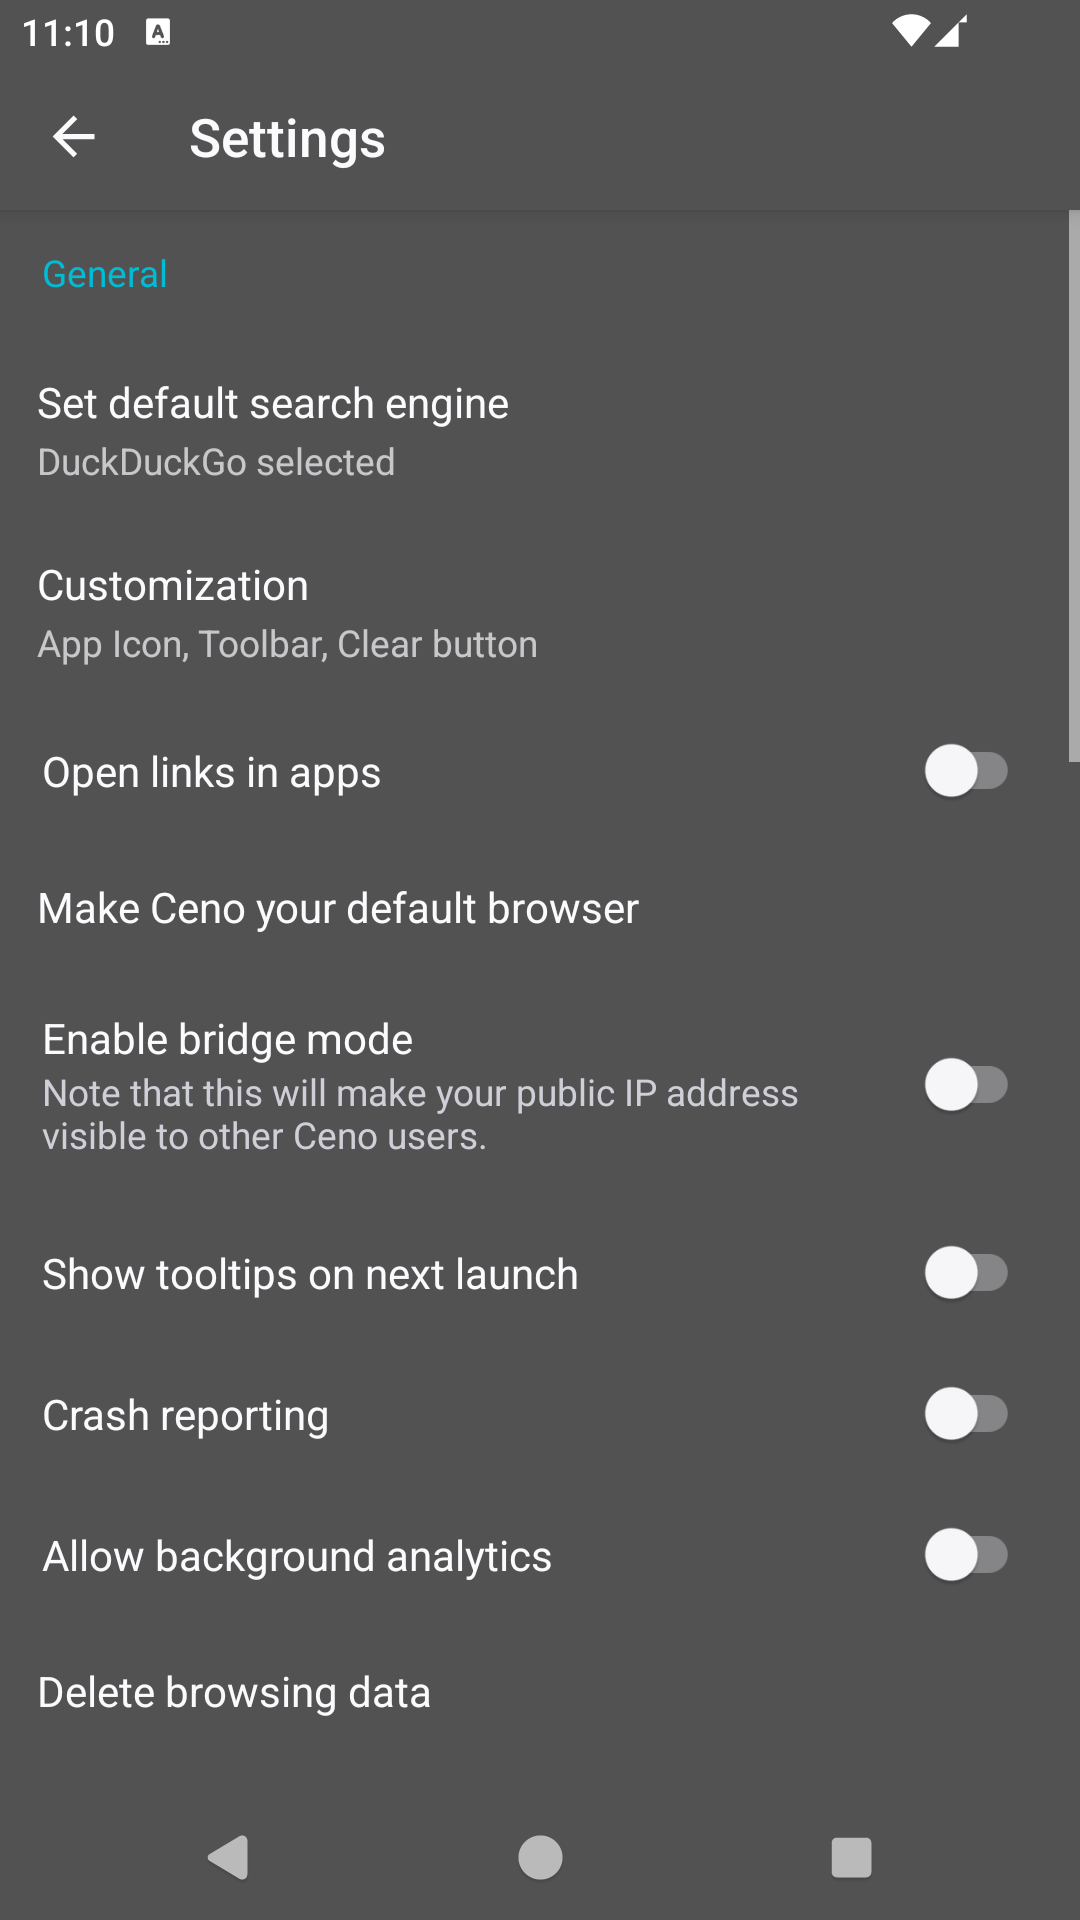 11:10
Settings
General
Set default search engine
DuckDuckGo selected
Customization
App Icon, Toolbar, Clear button
Open links in apps
Make Ceno your default browser
Enable bridge mode
Note that this will make your public IP address
visible to other Ceno users.
Show tooltips on next launch
Crash reporting
Allow background analytics
Delete browsing data